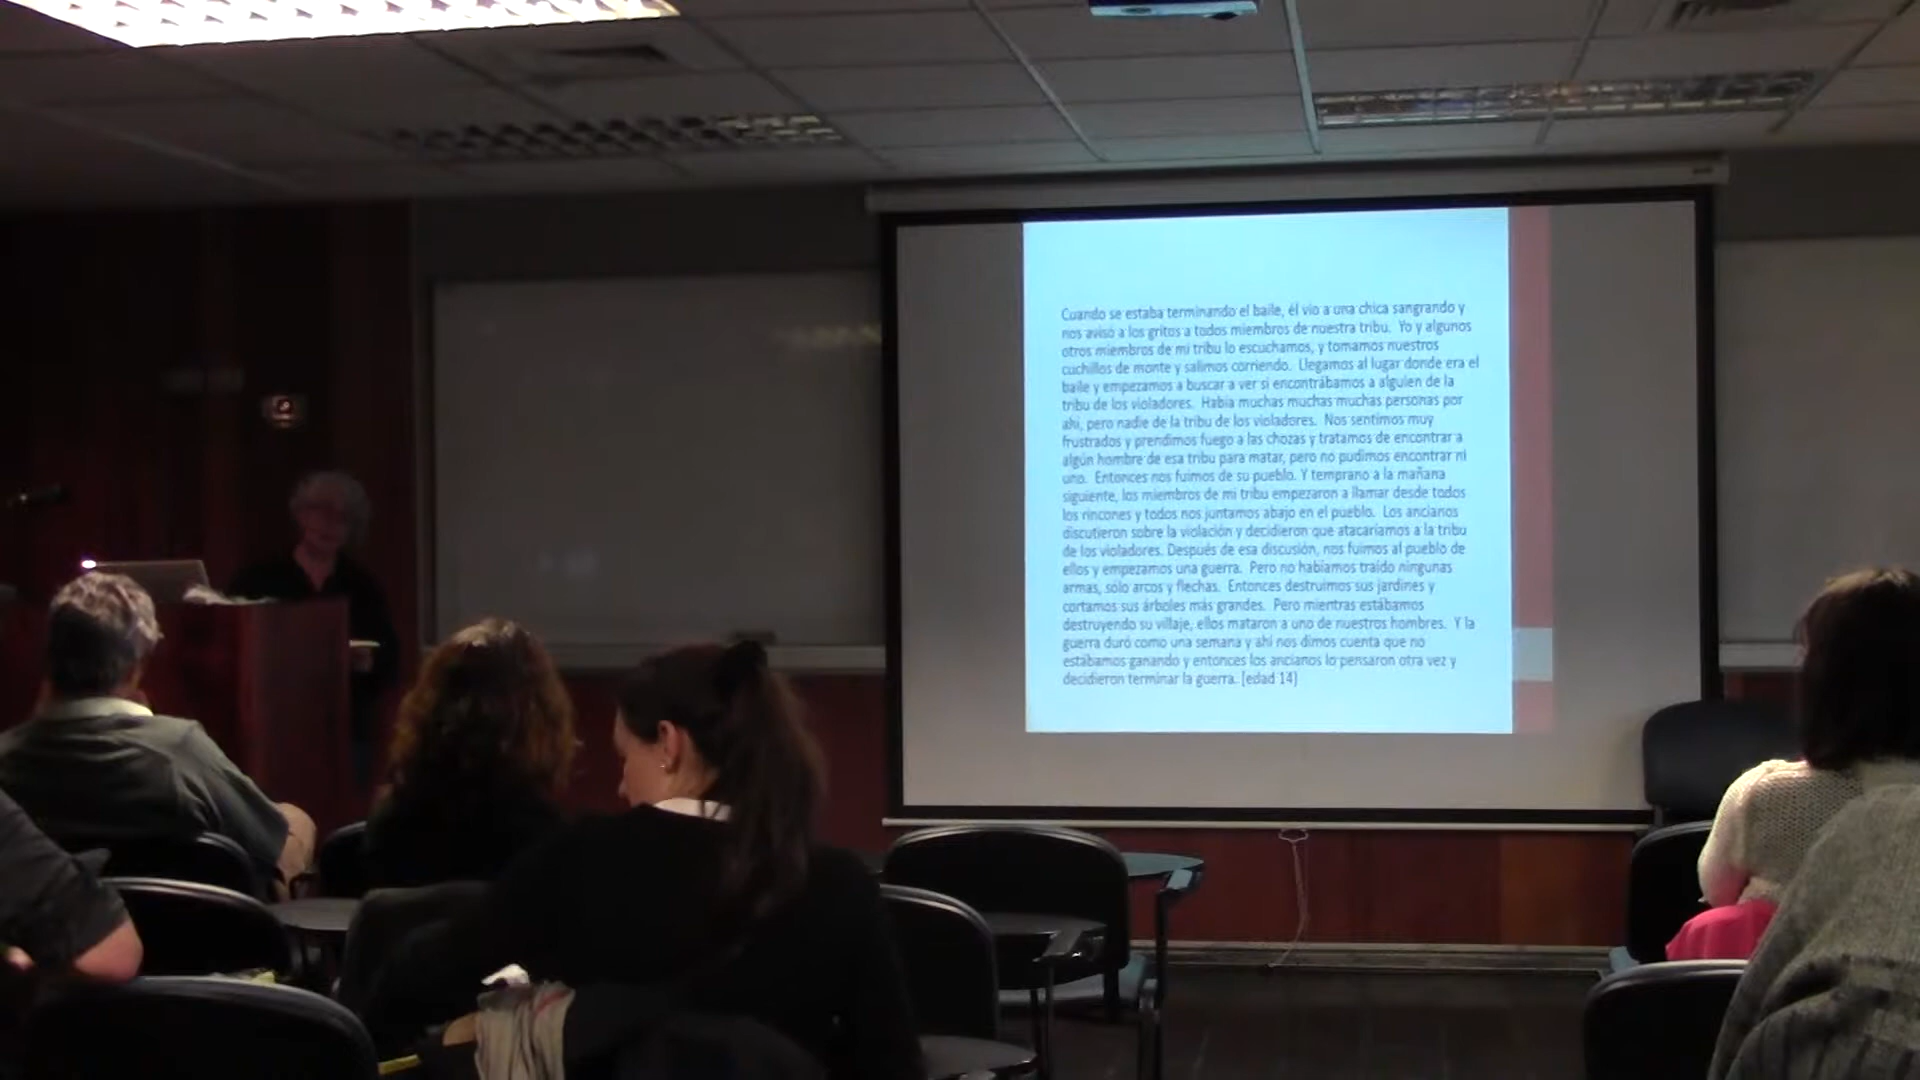 Cuando se estaba terminando el baile, él vio a una chica sangrando y
nos avisó a los gritos a todos miembros de nuestra tribu. Yo y algunos
otros miembros de mi tribu lo escuchamos, y tomamos nuestros
cuchillos de monte y salimos corriendo. Llegamos al lugar donde era el
baile y empezamos a buscar a ver si encontrábamos a alguien de la
tribu de los violadores. Había muchas muchas muchas personas por
ahí, pero nadie de la tribu de los violadores. Nos sentimos muy
frustrados y prendimos fuego a las chozas y tratamos de encontrar a
algún hombre de esa tribu para matar, pero no pudimos encontrar ni
uno. Entonces nos fuimos de su pueblo. Y temprano a la mañana
siguiente, los miembros de mi tribu empezaron a llamar desde todos
los rincones y todos nos juntamos abajo en el pueblo. Los ancianos
discutieron sobre la violación y decidieron que atacaríamos a la tribu
de los violadores. Después de esa discusión, nos fuimos al pueblo de
ellos y empezamos una guerra. Pero no habíamos traído ningunas
armas, sólo arcos y flechas. Entonces destruimos sus jardines y
cortamos sus árboles más grandes. Pero mientras estábamos
destruyendo su villaje, ellos mataron a uno de nuestros hombres. Y la
guerra duró como una semana y ahí nos dimos cuenta que no
estábamos ganando y entonces los ancianos lo pensaron otra vez y
decidieron terminar la guerra. [edad 14]